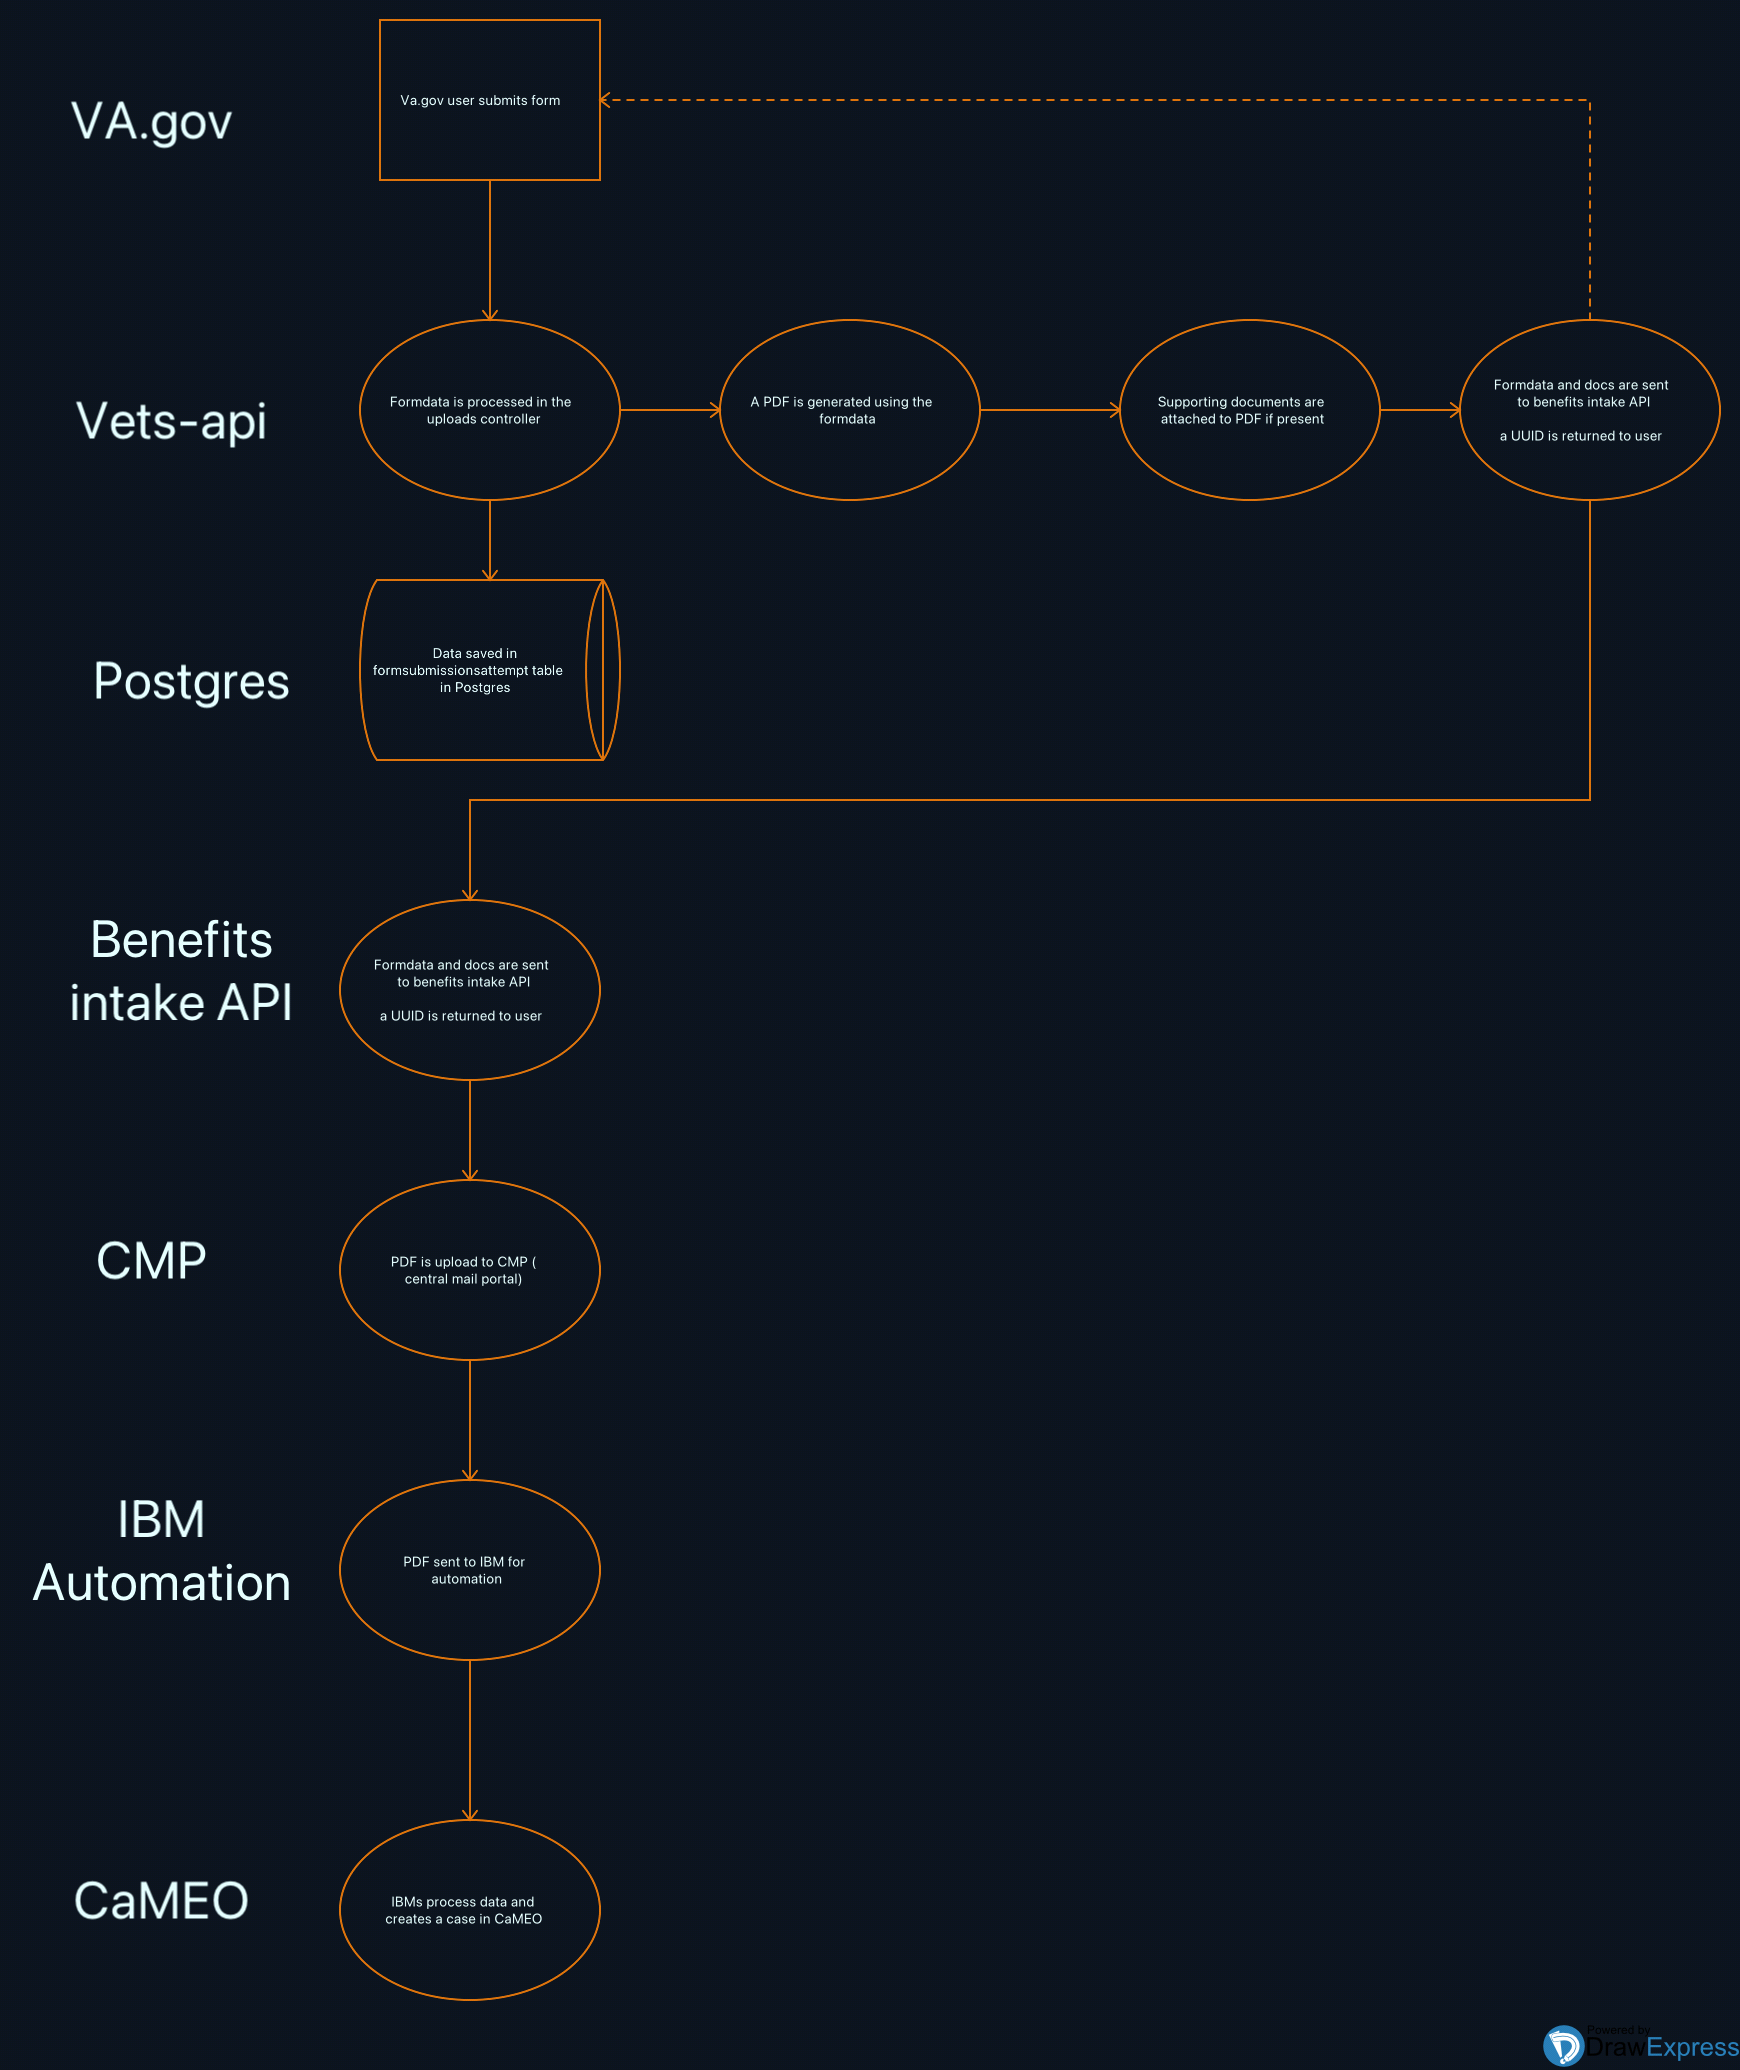 VA.gov
Va.gov user submits form
Vets-api
Formdata is processed in the
uploads controller
A PDF is generated using the
formdata
Supporting documents are
attached to PDF if present
Formdata and docs are sent
to benefits intake API
a UUID is returned to user
Postgres
Data saved in
formsubmissionsattempt table
in Postgres
Benefits
intake API
Formdata and docs are sent
to benefits intake API
a UUID is returned to user
CMP
PDF is upload to CMP (
central mail portal)
IBM
Automation
PDF sent to IBM for
automation
CaMEO
IBMs process data and
creates a case in CaMEO
Powered by
DrawExpress